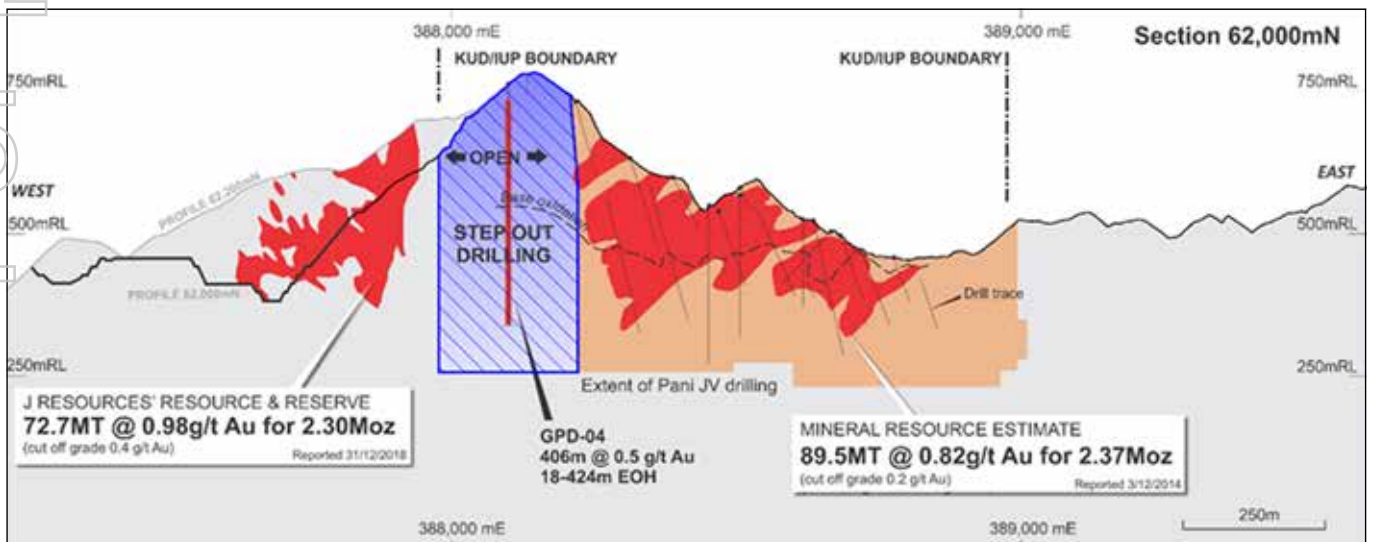 388,000 mE
389,000 mE
Section 62,000mN
KUD/IUP BOUNDARY
KUD/IUP BOUNDARY
750mRL
750mRL
OPEN
WEST
EAST
PROFILE 62,200mN
Base oxidation
500mRL
500mRL
STEP OUT
DRILLING
PROFILE 62,000mN
Drill trace
250mRL
250mRL
Extent of Pani JV drilling
J RESOURCES' RESOURCE & RESERVE
72.7MT @ 0.98g/t Au for 2.30Moz
(cut off grade 0.4 g/t Au)
Reported 31/12/2018
GPD-04
406m @ 0.5 g/t Au
18-424m EOH
MINERAL RESOURCE ESTIMATE
89.5MT @ 0.82g/t Au for 2.37Moz
(cut off grade 0.2 g/t Au)
Reported 3/12/2014
388,000 mE
389,000 mE
250m